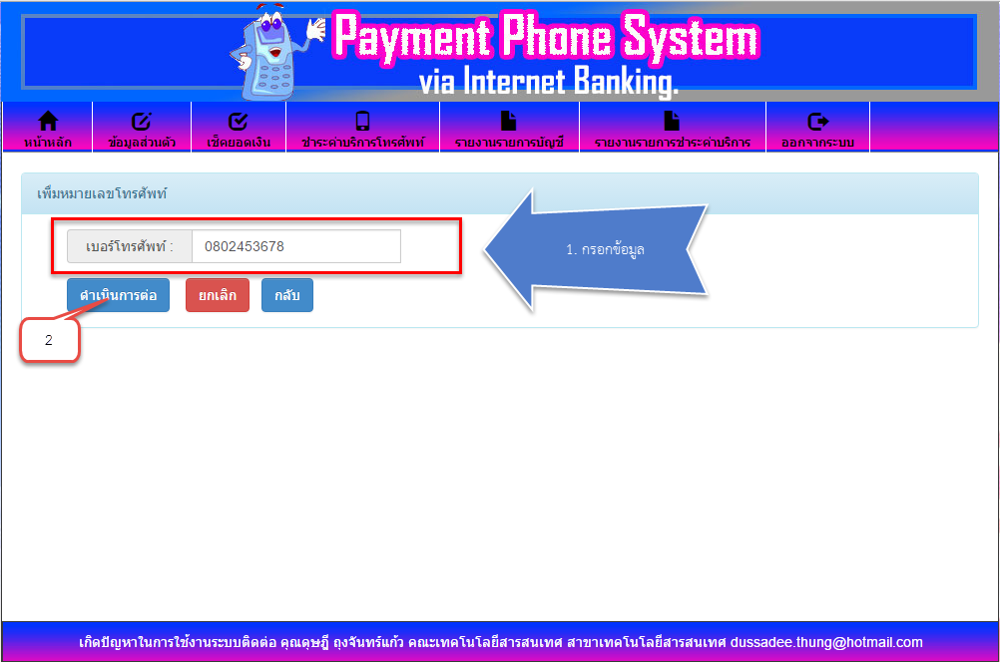 Payment Phone System
via Internet Banking.
หน้าหลัก ข้อมูลส่วนตัว เช็คยอดเงิน ชำระค่าบริการโทรศัพท์ รายงานรายการบัญชี รายงานรายการชำระค่าบริการ ออกจากระบบ
เพิ่มหมายเลขโทรศัพท์
เบอร์โทรศัพท์ : 0802453678
1. กรอกข้อมูล
ดำเนินการต่อ ยกเลิก กลับ
2
เกิดปัญหาในการใช้งานระบบติดต่อ คุณดุษฎี ถุงจันทร์แก้ว คณะเทคโนโลยีสารสนเทศ สาขาเทคโนโลยีสารสนเทศ dussadee.thung@hotmail.com